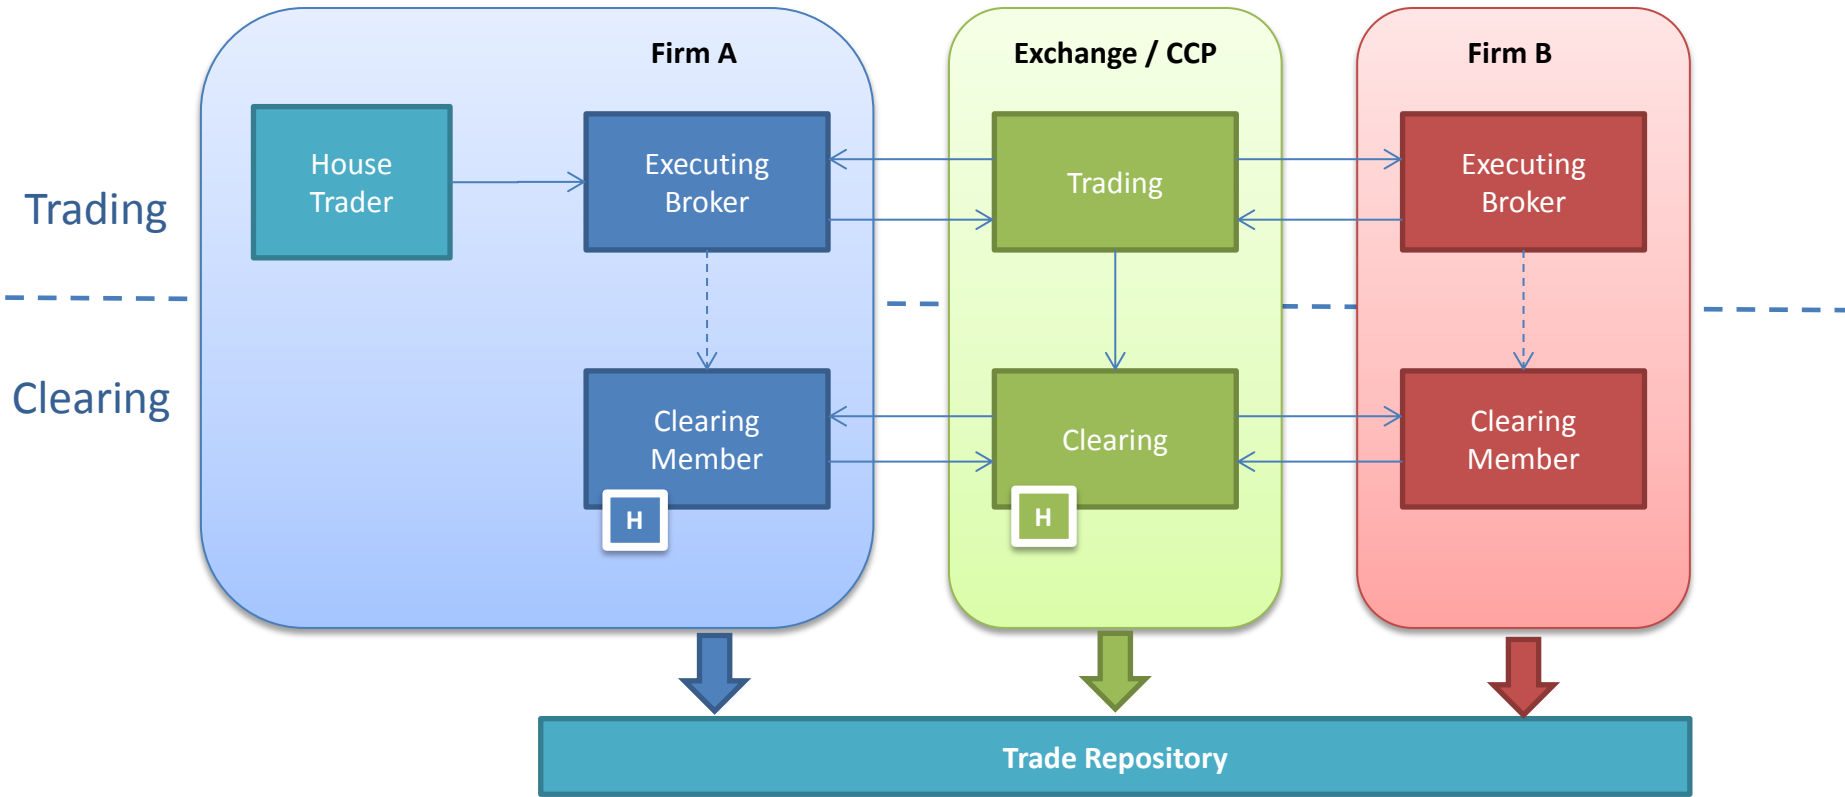 Firm A
Exchange / CCP
Firm B
House
Trader
Executing
Broker
Trading
Executing
Broker
Trading
Clearing
Clearing
Member
Clearing
Clearing
Member
H
H
Trade Repository